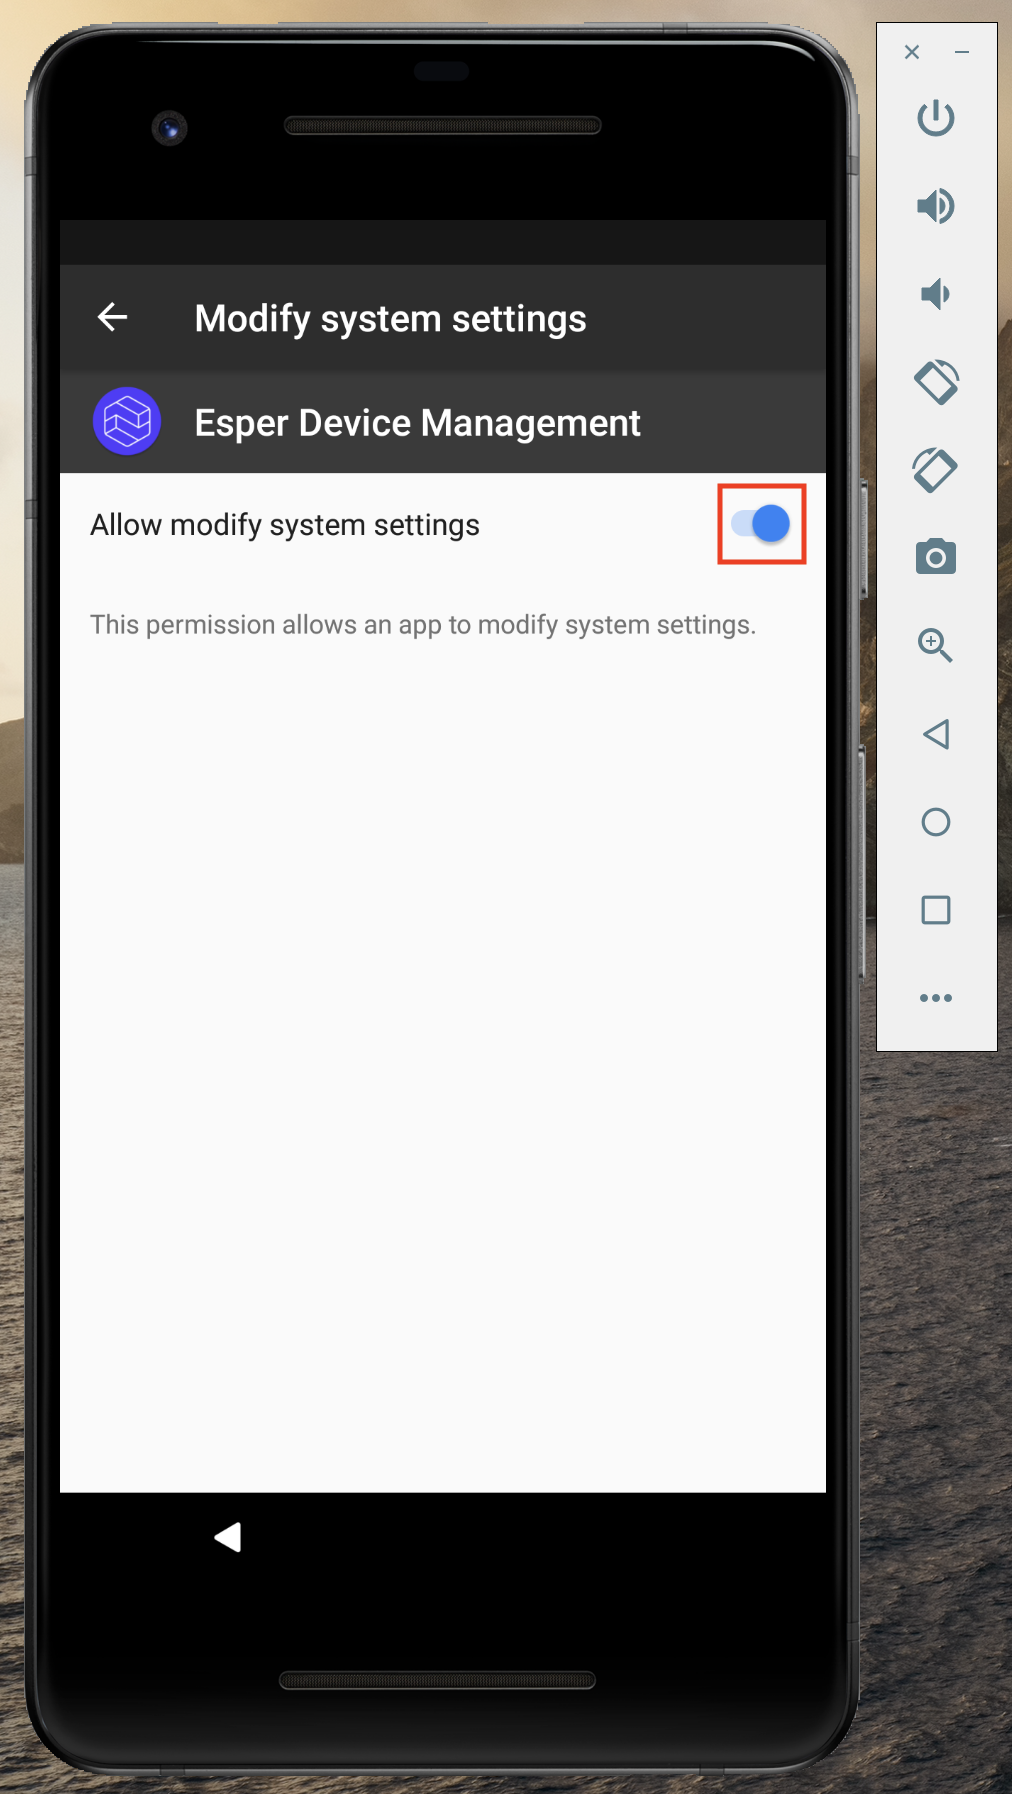 Modify system settings
Esper Device Management
Allow modify system settings
This permission allows an app to modify system settings.